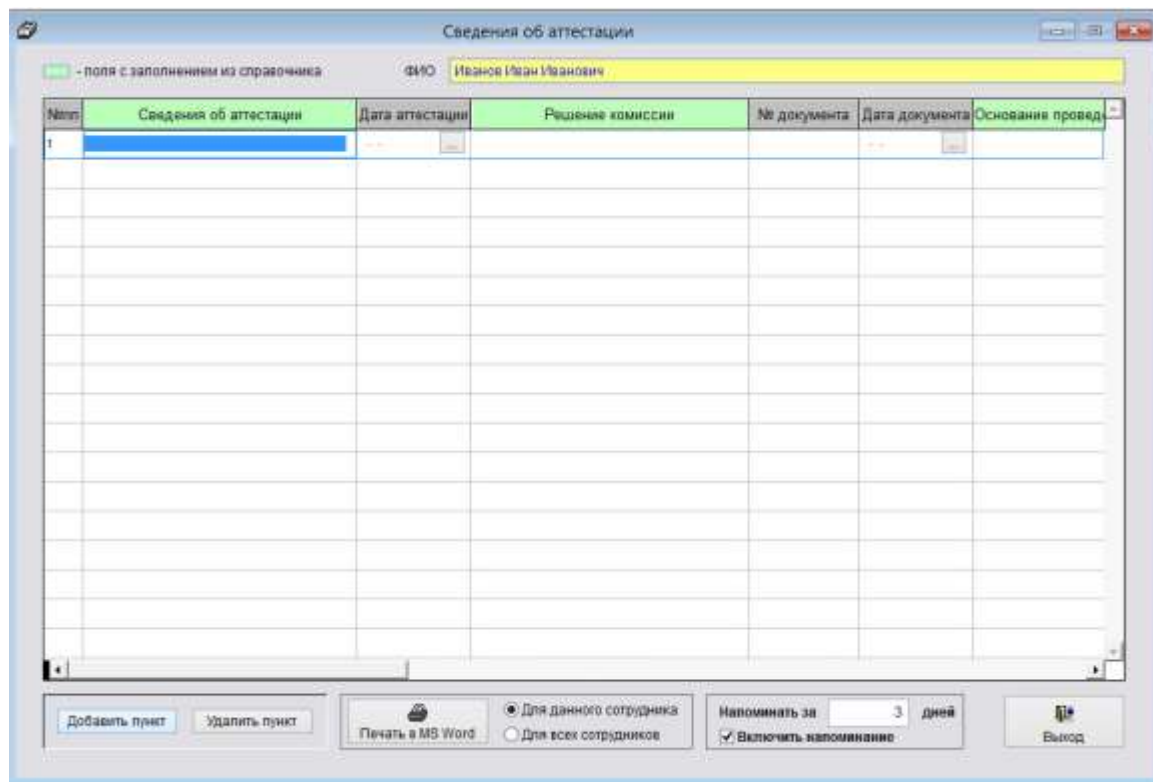 Сведения об аттестации
- поля с заполнением из справочника ФИО Иванов Иван Иванович
№пп Сведения об аттестации Дата аттестации Решение комиссии № документа Дата документа Основание провед
1 - - ... - - ...
Добавить пункт Удалить пункт Печать в MS Word
Для данного сотрудника
Для всех сотрудников
Напоминать за 3 дней
Включить напоминание
Выход